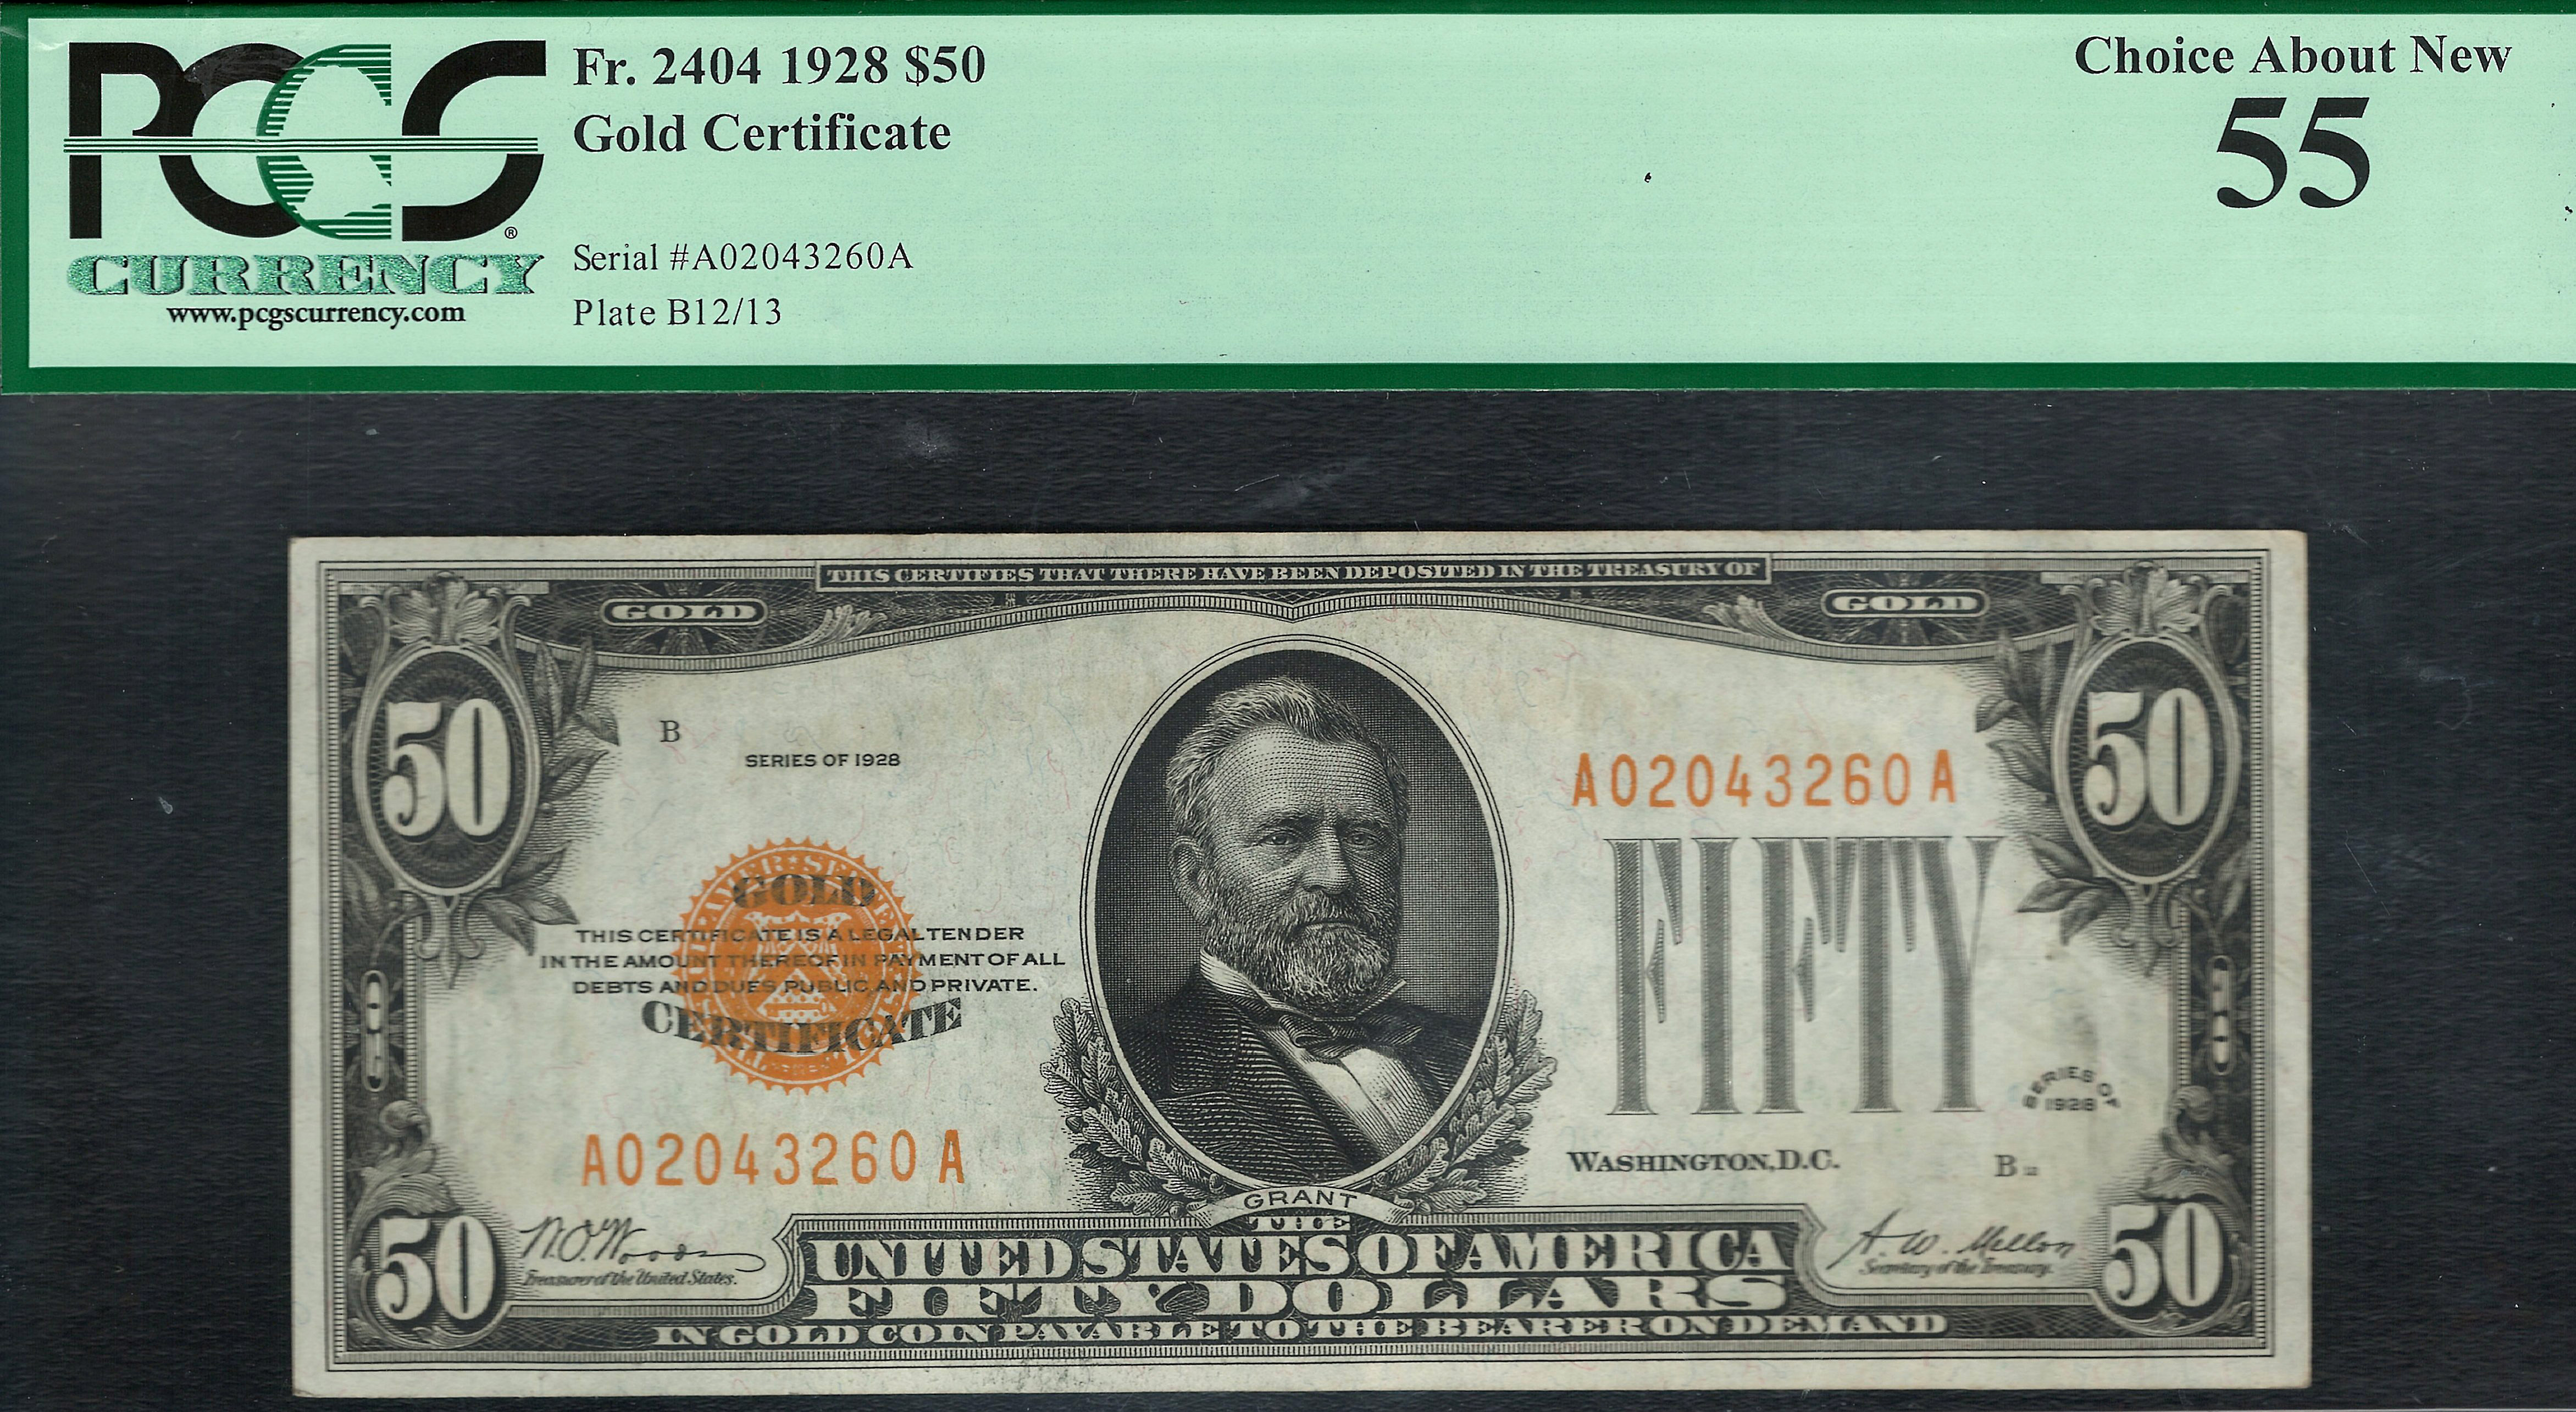 PCGS®
CURRENCY
www.pcgscurrency.com
Fr. 2404 1928 $50
Gold Certificate
Serial #A02043260A
Plate B12/13
Choice About New
55
THIS CERTIFIES THAT THERE HAVE BEEN DEPOSITED IN THE TREASURY OF
GOLD
GOLD
50
50
B
SERIES OF 1928
A02043260A
GOLD
THIS CERTIFICATE IS A LEGAL TENDER
IN THE AMOUNT THEREOF IN PAYMENT OF ALL
DEBTS AND DUES PUBLIC AND PRIVATE.
CERTIFICATE
FIFTY
50
50
SERIES OF
1928
A02043260A
WASHINGTON, D.C.
B
GRANT
50
N.O. Woods
Treasurer of the United States.
THE
UNITED STATES OF AMERICA
FIFTY DOLLARS
IN GOLD COIN PAYABLE TO THE BEARER ON DEMAND
A. W. Mellon
Secretary of the Treasury.
50